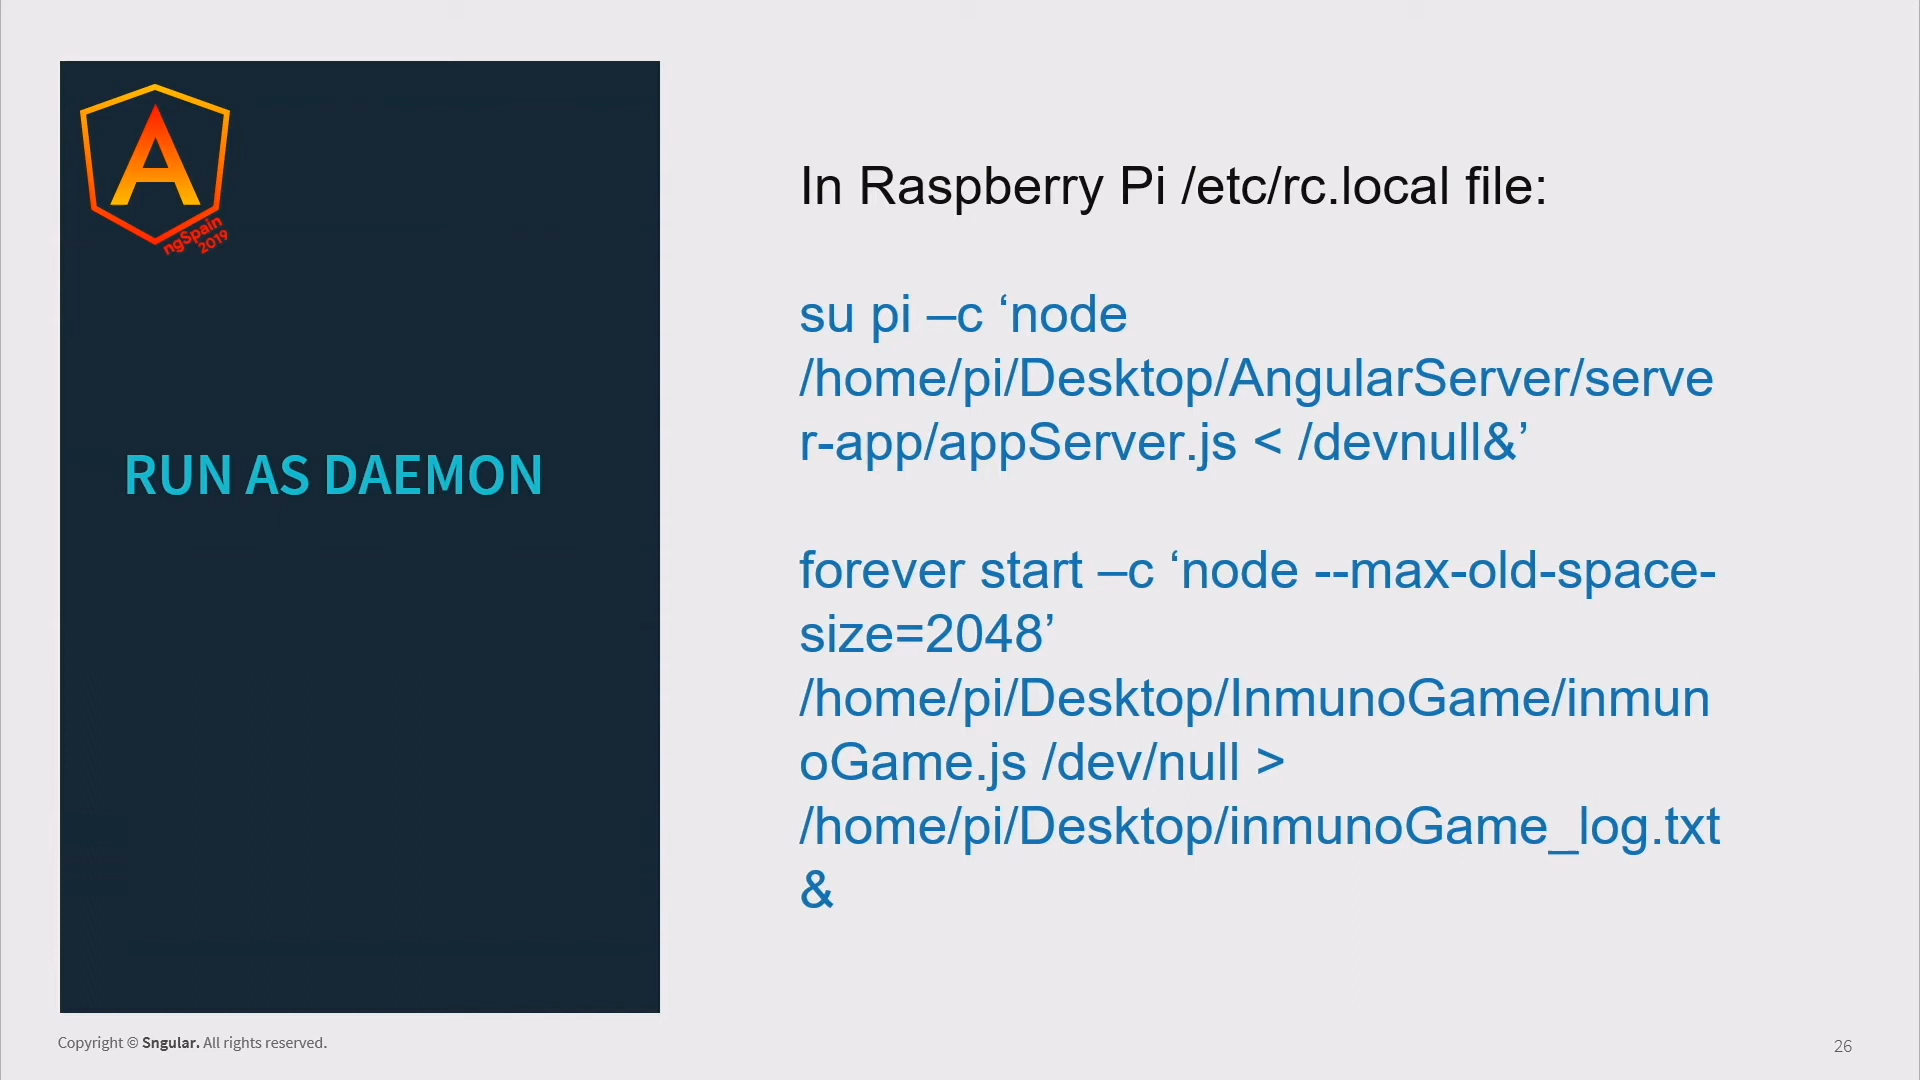 A
ngSpain
2019
RUN AS DAEMON
In Raspberry Pi /etc/rc.local file:
su pi –c ‘node
/home/pi/Desktop/AngularServer/serve
r-app/appServer.js < /devnull&’
forever start –c ‘node --max-old-space-
size=2048’
/home/pi/Desktop/InmunoGame/inmun
oGame.js /dev/null >
/home/pi/Desktop/inmunoGame_log.txt
&
Copyright © Sngular. All rights reserved.
26